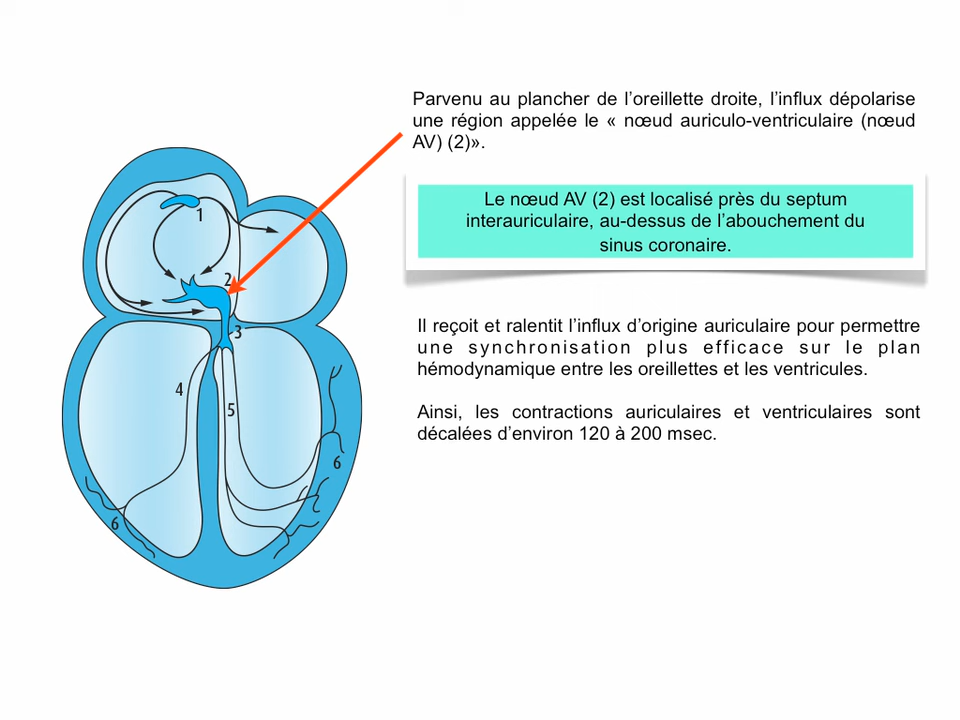 Parvenu au plancher de l’oreillette droite, l’influx dépolarise
une région appelée le « nœud auriculo-ventriculaire (nœud
AV) (2)».
Le nœud AV (2) est localisé près du septum
interauriculaire, au-dessus de l’abouchement du
sinus coronaire.
Il reçoit et ralentit l’influx d’origine auriculaire pour permettre
une synchronisation plus efficace sur le plan
hémodynamique entre les oreillettes et les ventricules.
Ainsi, les contractions auriculaires et ventriculaires sont
décalées d’environ 120 à 200 msec.
1
2
3
4
5
6
6